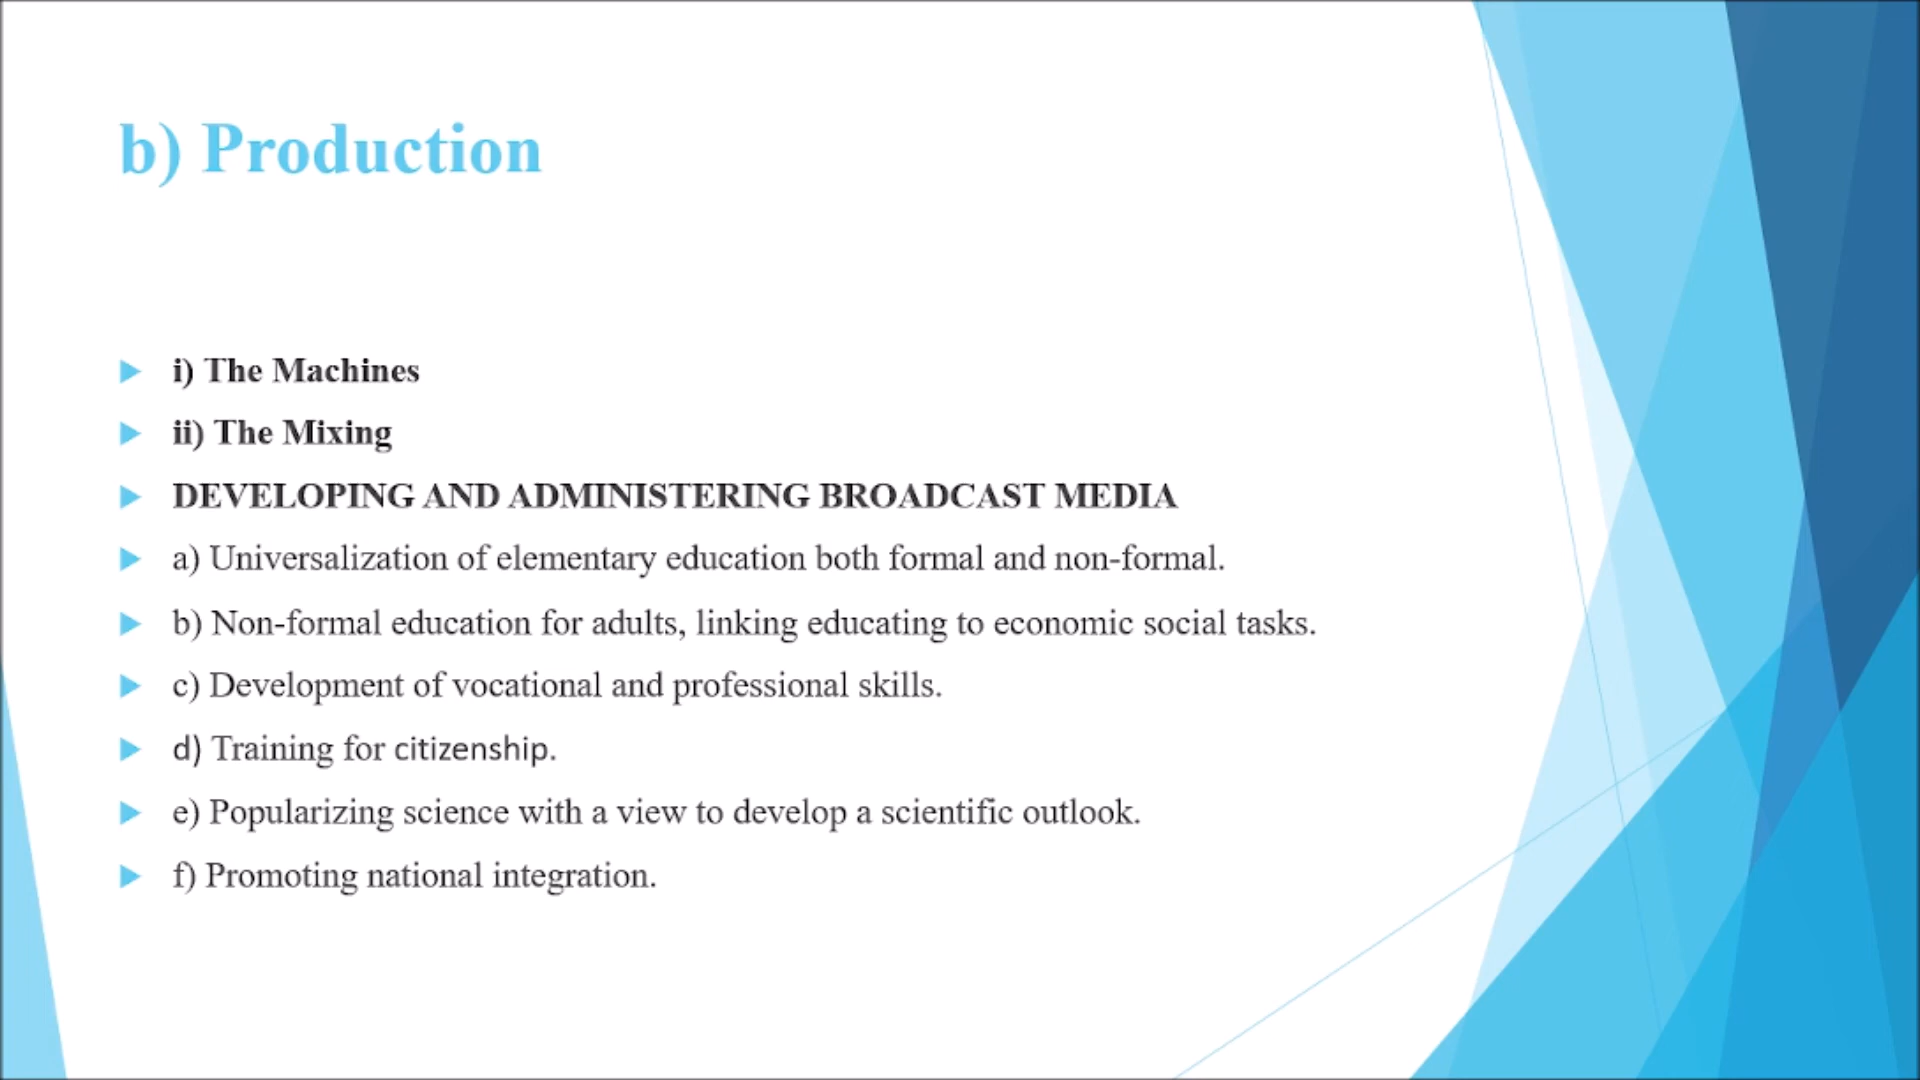 b) Production
i) The Machines
ii) The Mixing
DEVELOPING AND ADMINISTERING BROADCAST MEDIA
a) Universalization of elementary education both formal and non-formal.
b) Non-formal education for adults, linking educating to economic social tasks.
c) Development of vocational and professional skills.
d) Training for citizenship.
e) Popularizing science with a view to develop a scientific outlook.
f) Promoting national integration.